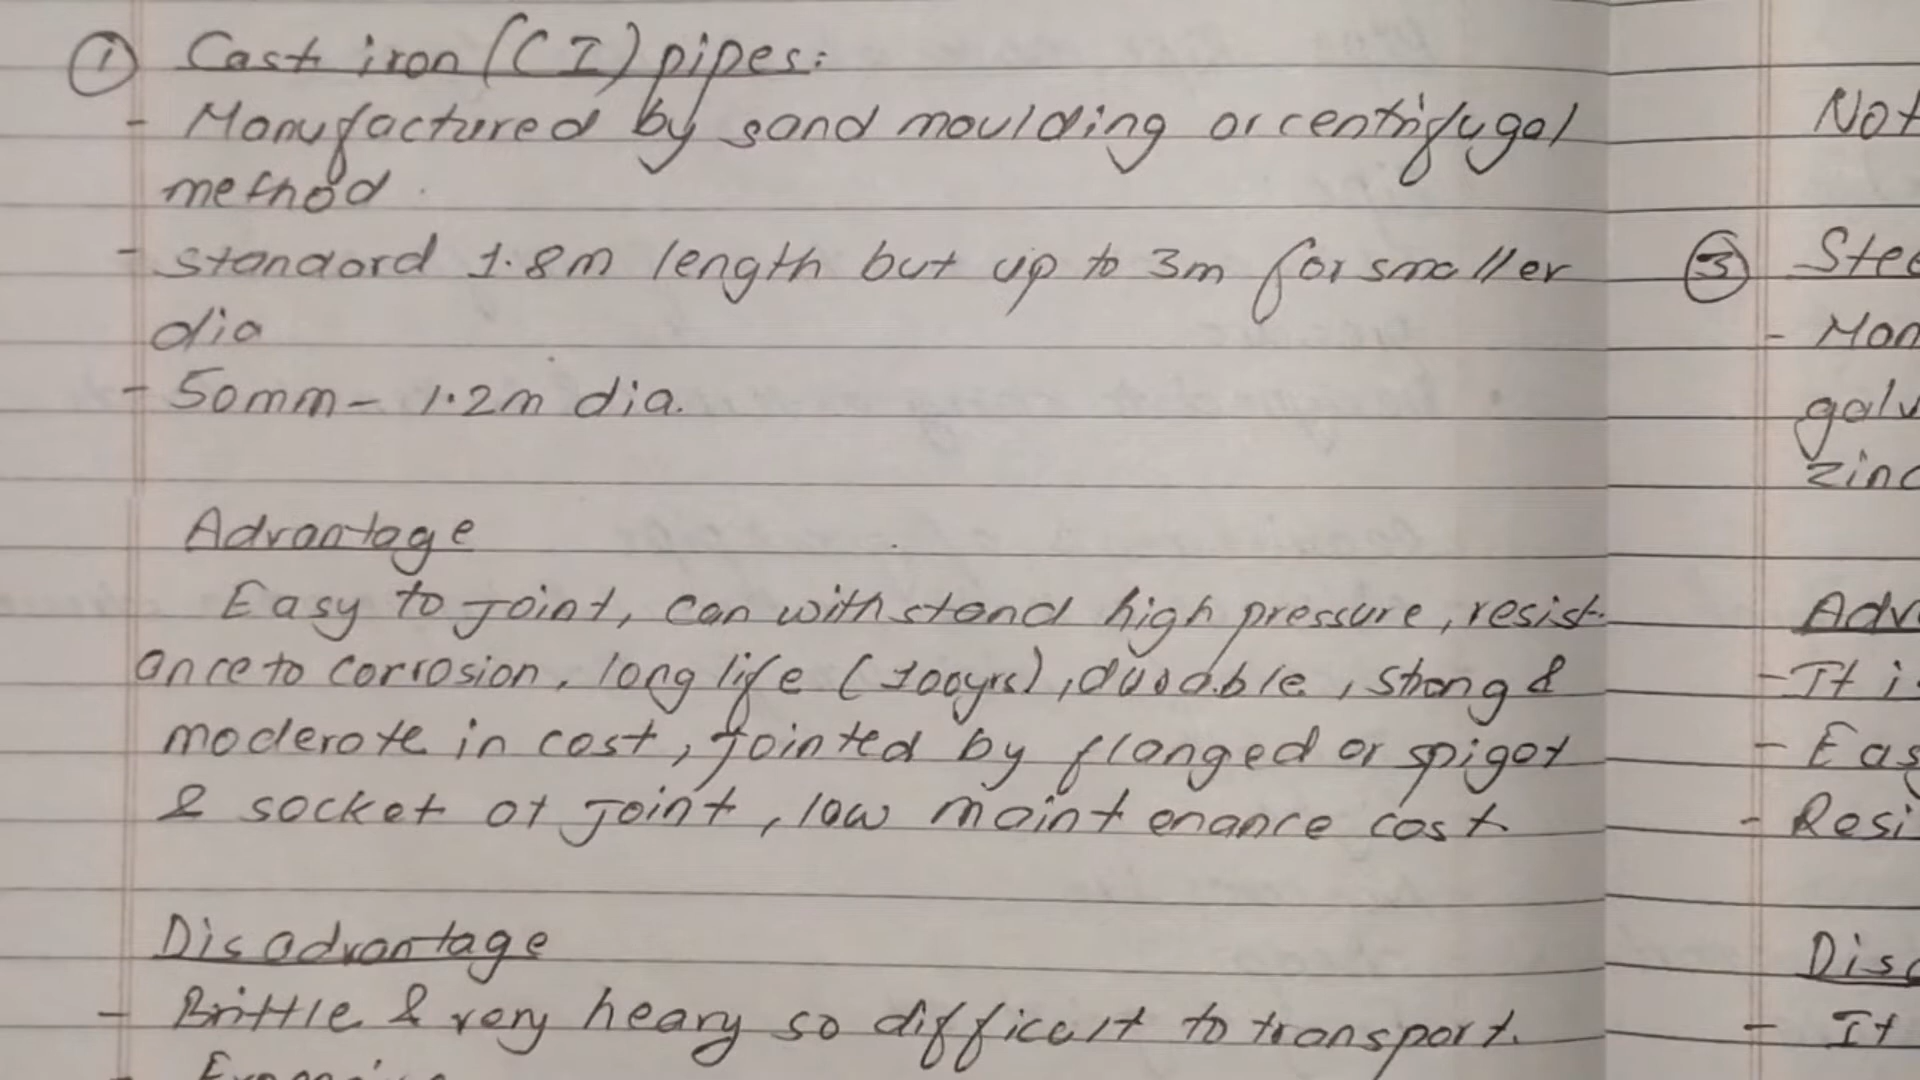 ① Cast iron (CI) pipes:
- Manufactured by sand moulding or centrifugal
method.
- standard 1.8m length but up to 3m for smaller
dia
- 50mm - 1.2m dia.
Advantage
Easy to joint, can withstand high pressure, resist-
ance to corrosion, long life (100yrs), durable, strong &
moderate in cost, jointed by flanged or spigot
& socket of joint, low maintenance cost
Disadvantage
- Brittle & very heavy so difficult to transport.
Not
③ Stee
- Man
galv
zinc
Adv
- It i
- Eas
- Resi
Disa
- It